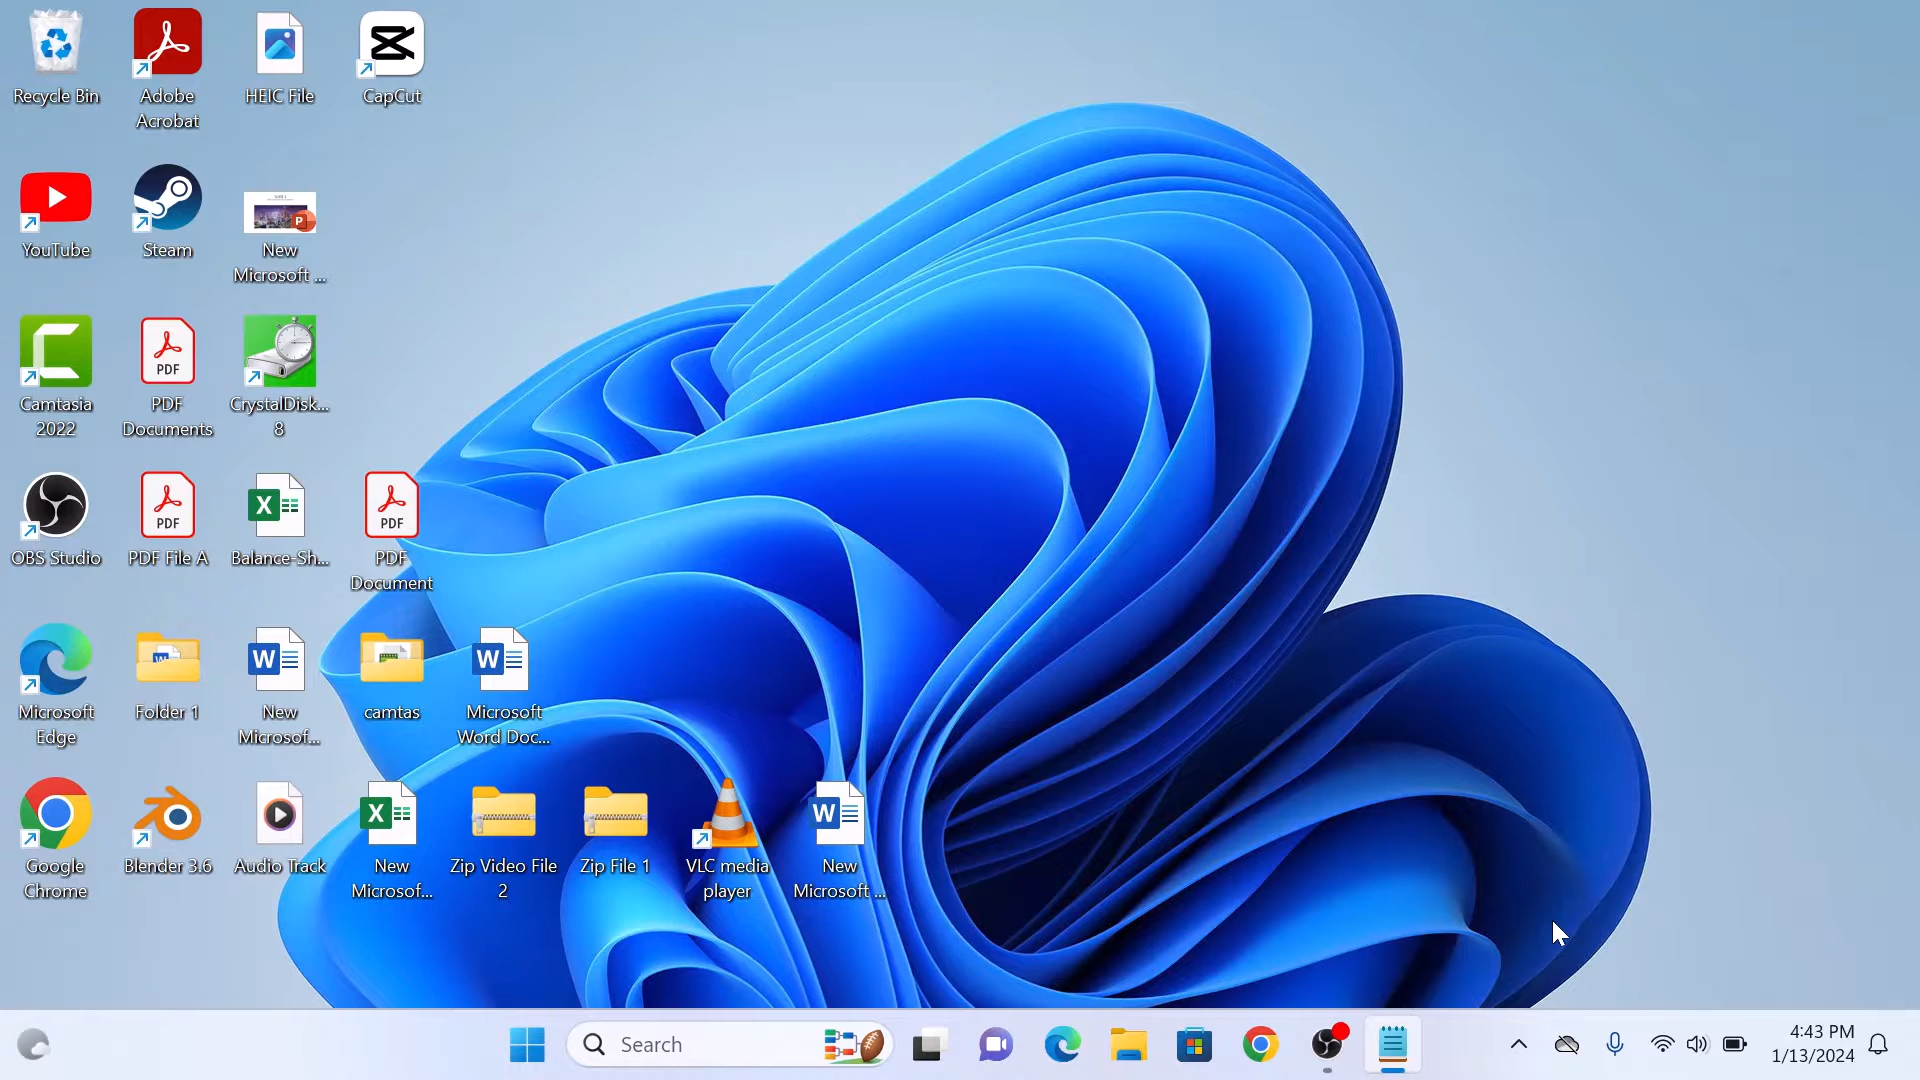 Recycle Bin
Adobe
Acrobat
HEIC File
CapCut
YouTube
Steam
P
New
Microsoft ...
Camtasia
2022
PDF
PDF
Documents
CrystalDisk...
8
OBS Studio
PDF
PDF File A
X
Balance-Sh...
PDF
PDF
Document
Microsoft
Edge
W
Folder 1
W
New
Microsof...
camtas
W
Microsoft
Word Doc...
Google
Chrome
Blender 3.6
Audio Track
X
New
Microsof...
Zip Video File
2
Zip File 1
VLC media
player
W
New
Microsoft ...
Search
4:43 PM
1/13/2024